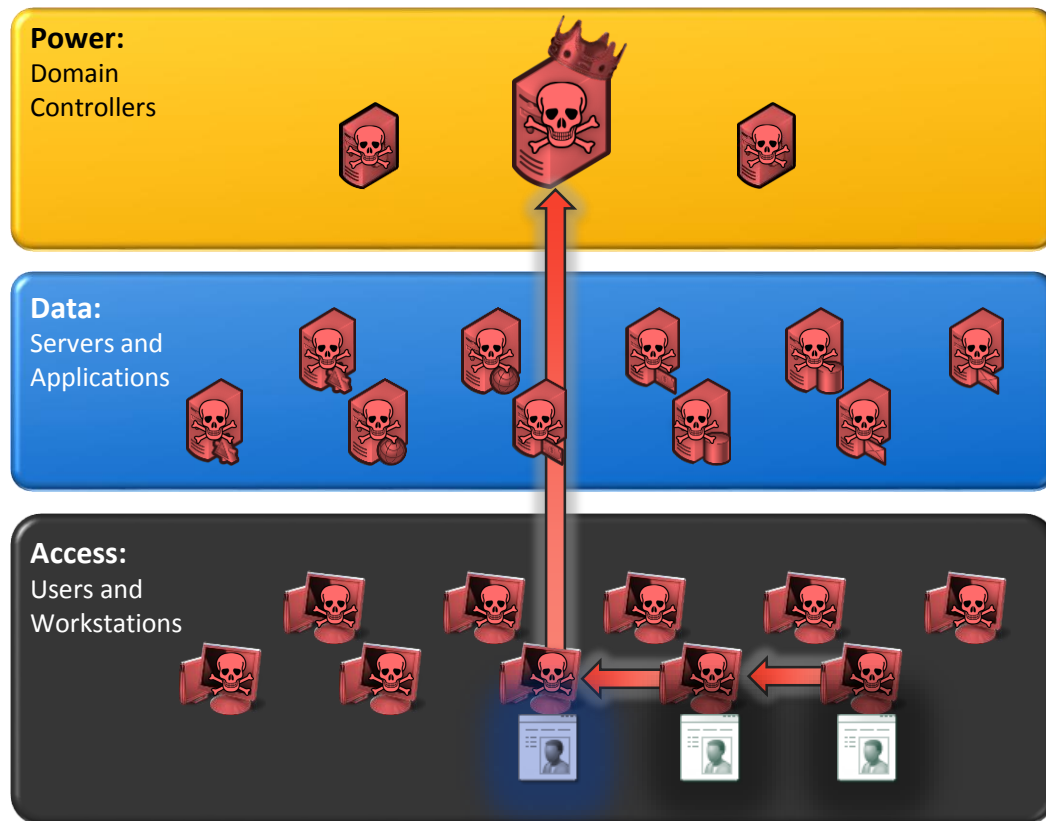 Power:
Domain
Controllers
Data:
Servers and
Applications
Access:
Users and
Workstations